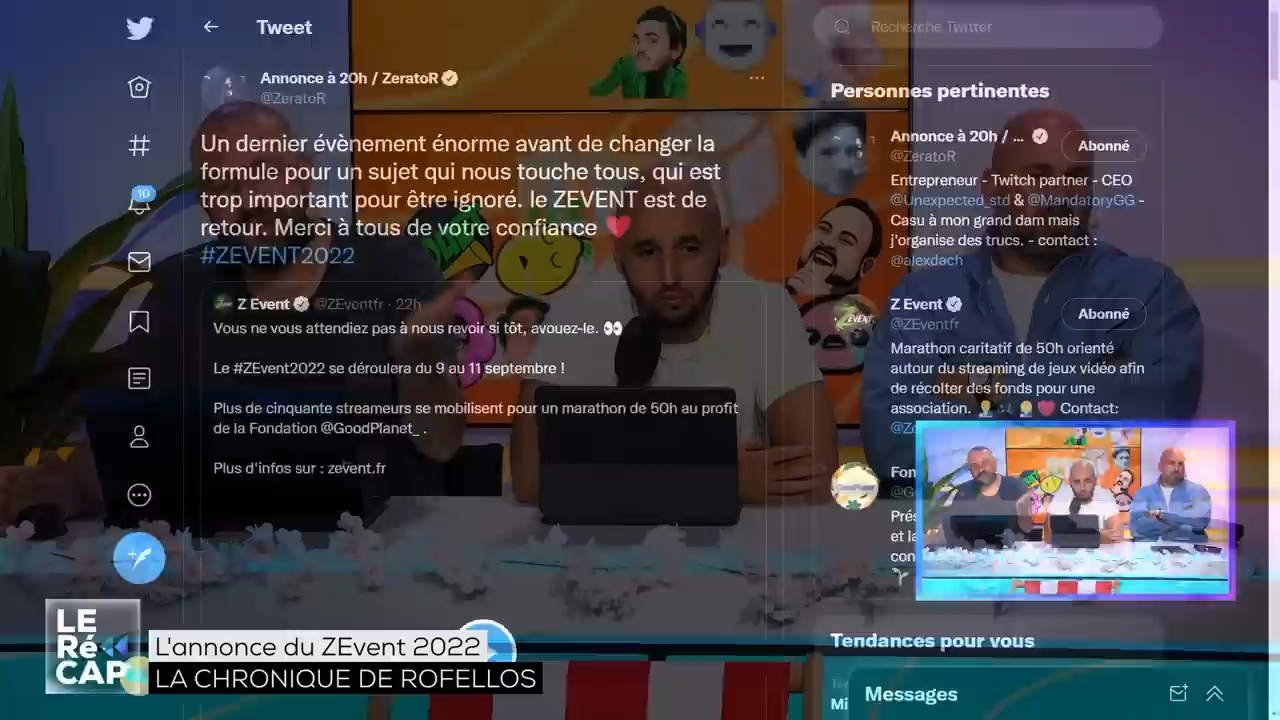 Tweet
Recherche Twitter
Annonce à 20h / ZeratoR
@ZeratoR
Un dernier évènement énorme avant de changer la
formule pour un sujet qui nous touche tous, qui est
trop important pour être ignoré. le ZEVENT est de
retour. Merci à tous de votre confiance ❤️
#ZEVENT2022
Z Event @ZEventfr · 22h
Vous ne vous attendiez pas à nous revoir si tôt, avouez-le. 👀
Le #ZEvent2022 se déroulera du 9 au 11 septembre !
Plus de cinquante streameurs se mobilisent pour un marathon de 50h au profit
de la Fondation @GoodPlanet_ .
Plus d'infos sur : zevent.fr
10
Personnes pertinentes
Annonce à 20h / ...
@ZeratoR
Abonné
Entrepreneur - Twitch partner - CEO
@Unexpected_std & @MandatoryGG -
Casu à mon grand dam mais
j'organise des trucs. - contact :
@alexdach
Z Event
@ZEventfr
Abonné
Marathon caritatif de 50h orienté
autour du streaming de jeux vidéo afin
de récolter des fonds pour une
association. Contact:
Tendances pour vous
Messages
LE
Ré
CAP
L'annonce du ZEvent 2022
LA CHRONIQUE DE ROFELLOS